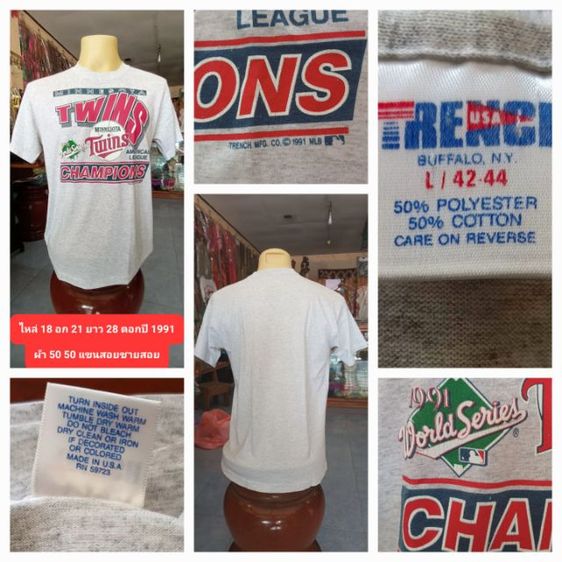 MINNESOTA
TWINS
MINNESOTA
Twins
AMERICAN
LEAGUE
CHAMPIONS
ไหล่ 18 อก 21 ยาว 28 ตอกปี 1991
ผ้า 50 50 แขนสอยชายสอย
LEAGUE
ONS
TRENCH MFG. CO. © 1991 MLB
TRENCH
USA
BUFFALO, N.Y.
L / 42-44
50% POLYESTER
50% COTTON
CARE ON REVERSE
TURN INSIDE OUT
MACHINE WASH WARM
TUMBLE DRY WARM
DO NOT BLEACH
DRY CLEAN OR IRON
IF DECORATED
OR COLORED
MADE IN U.S.A.
RN 59723
1991
World Series
CHA